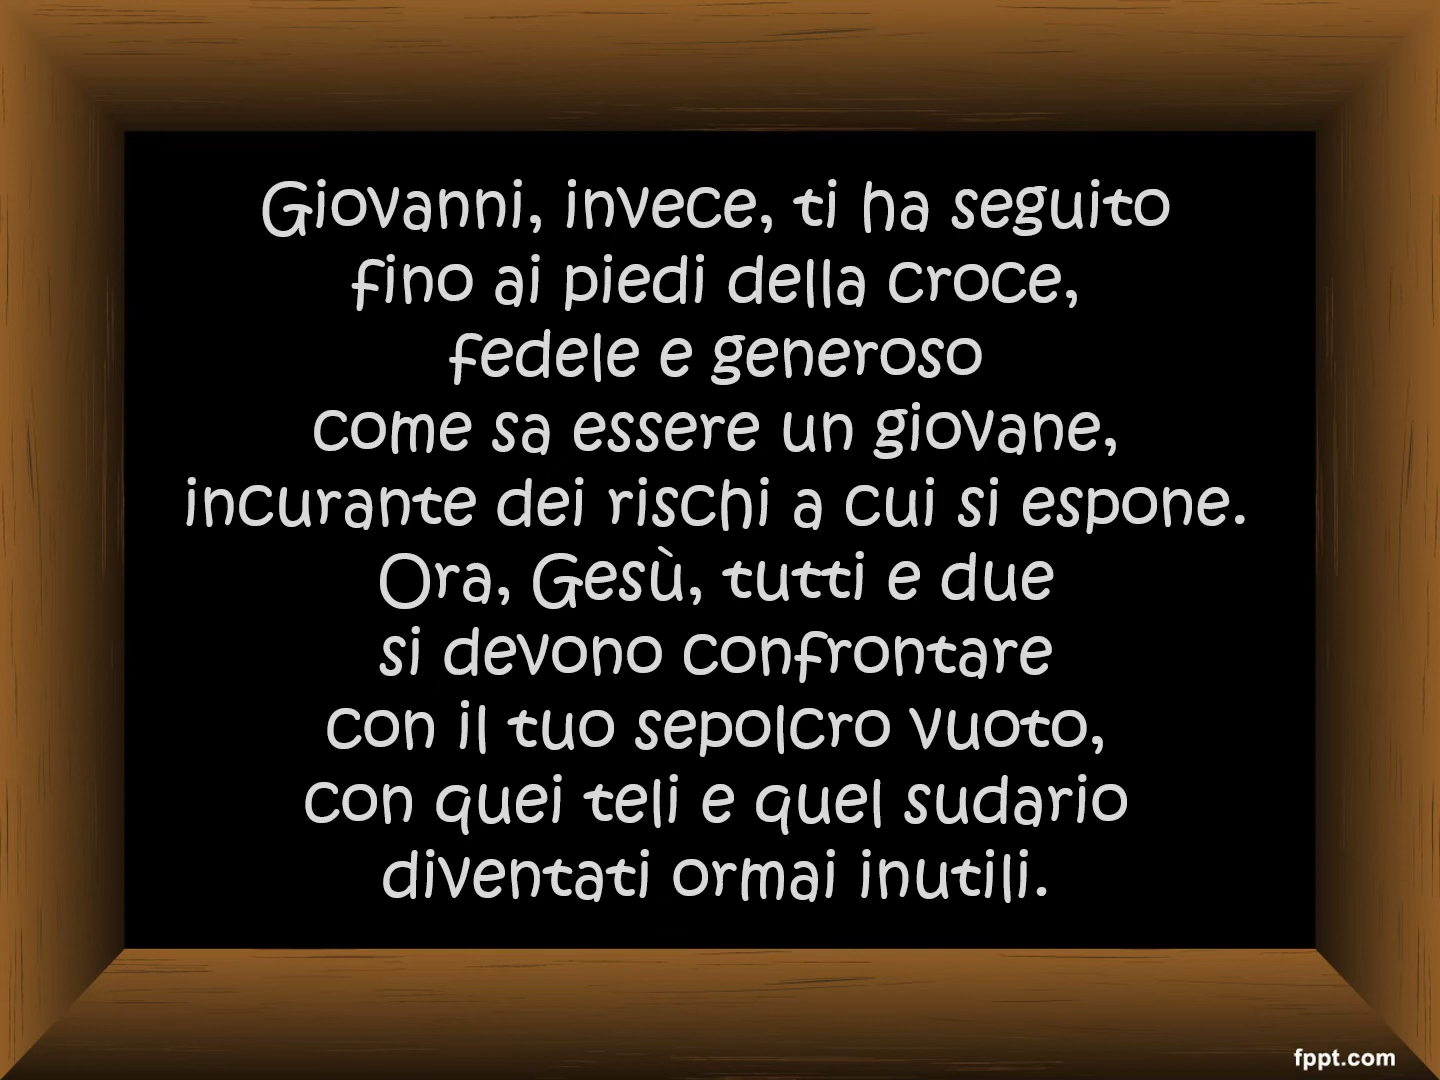 Giovanni, invece, ti ha seguito
fino ai piedi della croce,
fedele e generoso
come sa essere un giovane,
incurante dei rischi a cui si espone.
Ora, Gesù, tutti e due
si devono confrontare
con il tuo sepolcro vuoto,
con quei teli e quel sudario
diventati ormai inutili.
fppt.com